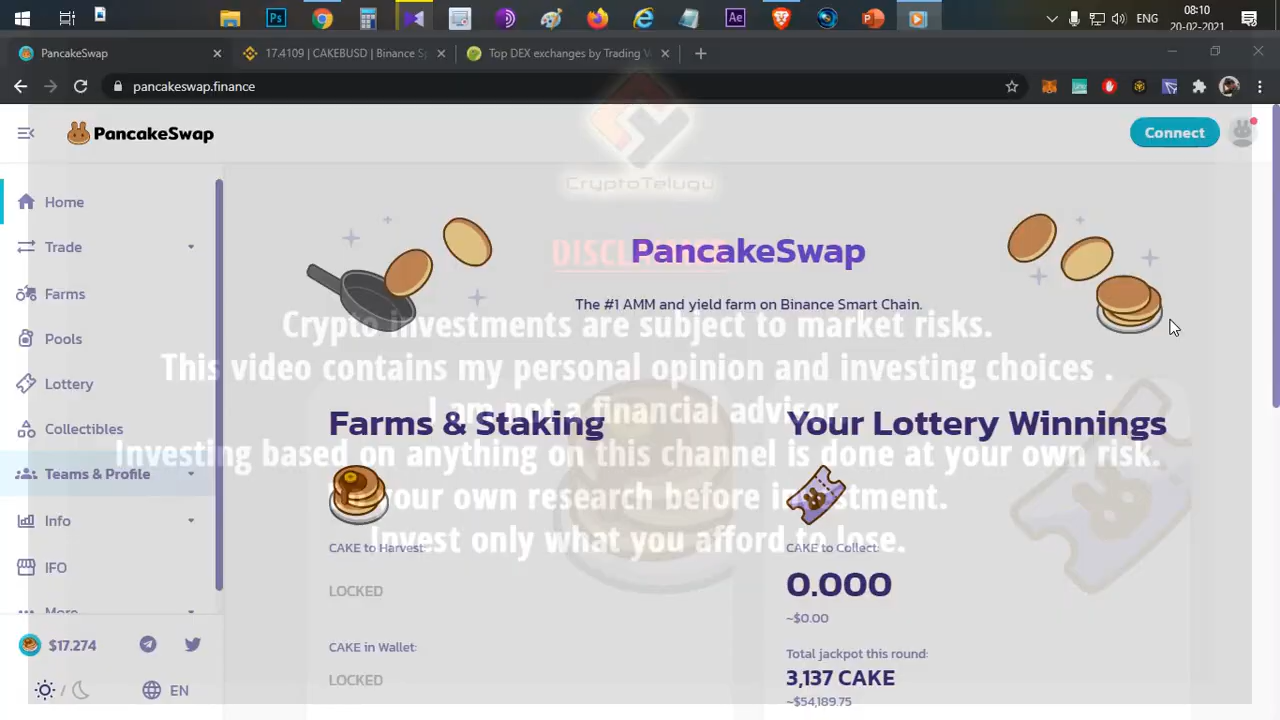 08:10
ENG
20-02-2021
PancakeSwap
17.4109 | CAKEBUSD | Binance Sp
Top DEX exchanges by Trading V
pancakeswap.finance
PancakeSwap
Connect
CryptoTelugu
Home
Trade
Farms
Pools
Lottery
Collectibles
Teams & Profile
Info
IFO
More
$17.274
EN
PancakeSwap
The #1 AMM and yield farm on Binance Smart Chain.
Crypto investments are subject to market risks.
This video contains my personal opinion and investing choices .
I am not a financial advisor
Investing based on anything on this channel is done at your own risk.
your own research before investment.
Invest only what you afford to lose.
Farms & Staking
CAKE to Harvest:
LOCKED
CAKE in Wallet:
LOCKED
Your Lottery Winnings
CAKE to Collect:
0.000
~$0.00
Total jackpot this round:
3,137 CAKE
~$54,189.75